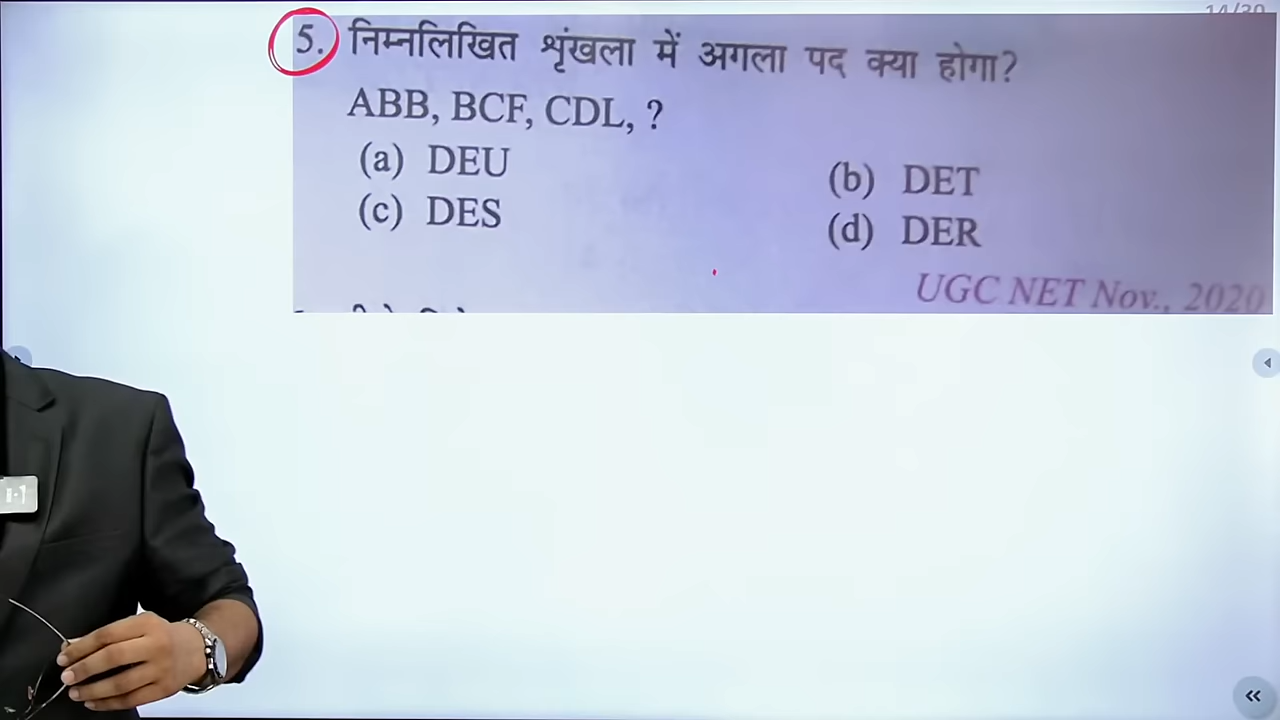 5. निम्नलिखित श्रृंखला में अगला पद क्या होगा?
ABB, BCF, CDL, ?
(a) DEU
(b) DET
(c) DES
(d) DER
UGC NET Nov., 2020